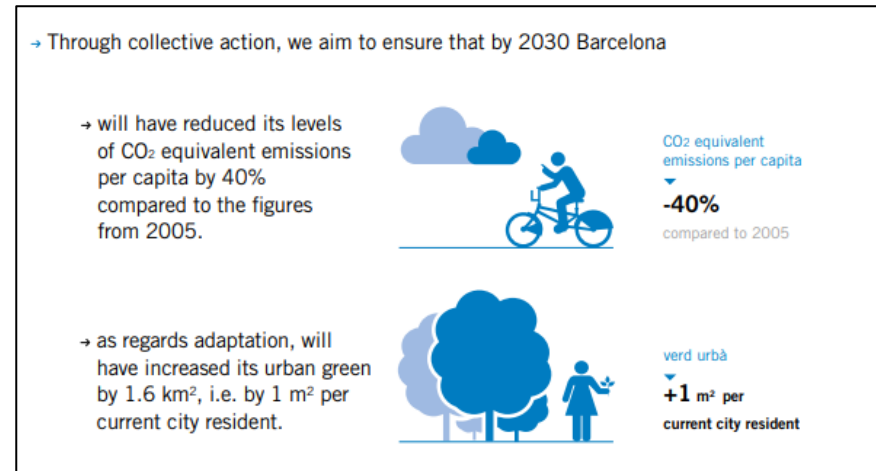 → Through collective action, we aim to ensure that by 2030 Barcelona
→ will have reduced its levels
of CO₂ equivalent emissions
per capita by 40%
compared to the figures
from 2005.
CO₂ equivalent
emissions per capita
-40%
compared to 2005
→ as regards adaptation, will
have increased its urban green
by 1.6 km², i.e. by 1 m² per
current city resident.
verd urbà
+1 m² per
current city resident